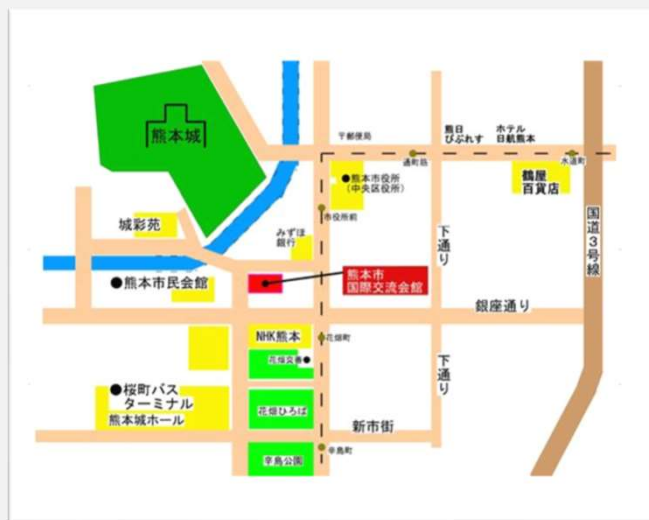 熊本城
〒郵便局
熊日
びぷれす
ホテル
日航熊本
通町筋
水道町
●熊本市役所
(中央区役所)
鶴屋
百貨店
市役所前
城彩苑
みずほ
銀行
下通り
国道3号線
●熊本市民会館
熊本市
国際交流会館
銀座通り
NHK熊本
花畑町
花畑交番●
下通り
●桜町バス
ターミナル
熊本城ホール
花畑ひろば
新市街
辛島町
辛島公園